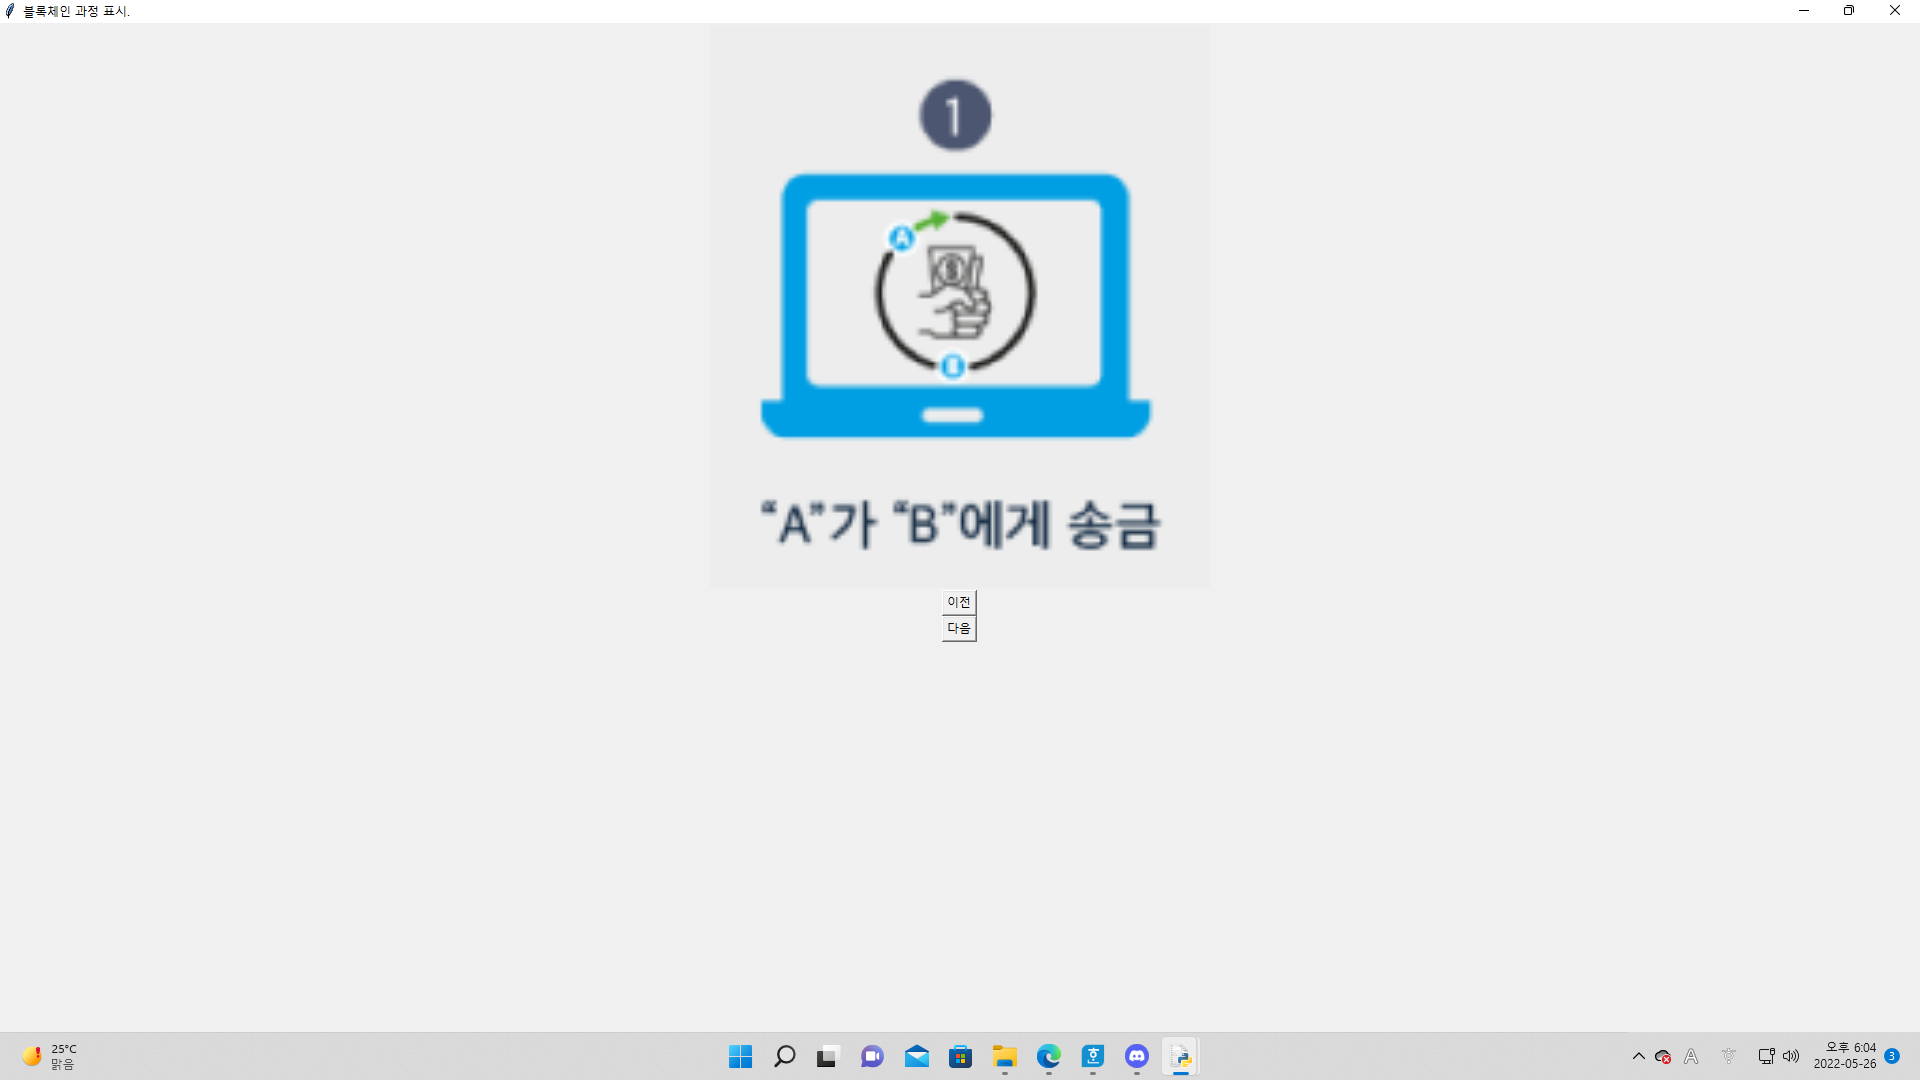 블록체인 과정 표시.
1
A
$
B
“A”가 “B”에게 송금
이전
다음
25°C
맑음
A
오후 6:04
2022-05-26
3